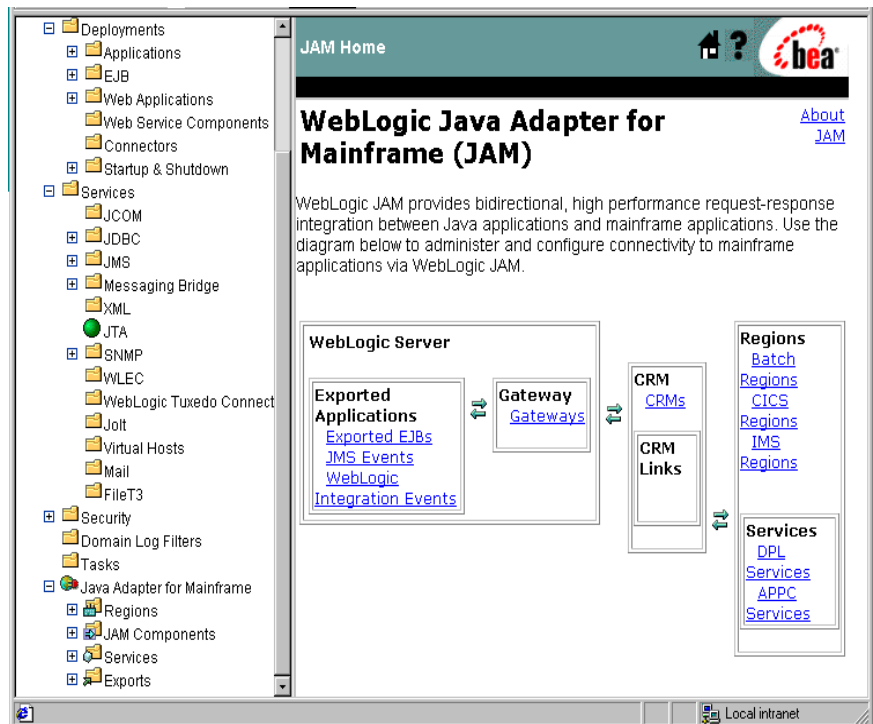 Deployments
Applications
EJB
Web Applications
Web Service Components
Connectors
Startup & Shutdown
Services
JCOM
JDBC
JMS
Messaging Bridge
XML
JTA
SNMP
WLEC
WebLogic Tuxedo Connect
Jolt
Virtual Hosts
Mail
FileT3
Security
Domain Log Filters
Tasks
Java Adapter for Mainframe
Regions
JAM Components
Services
Exports
JAM Home
?
bea
WebLogic Java Adapter for
Mainframe (JAM)
About
JAM
WebLogic JAM provides bidirectional, high performance request-response
integration between Java applications and mainframe applications. Use the
diagram below to administer and configure connectivity to mainframe
applications via WebLogic JAM.
WebLogic Server
Exported
Applications
Exported EJBs
JMS Events
WebLogic
Integration Events
Gateway
Gateways
CRM
CRMs
CRM
Links
Regions
Batch
Regions
CICS
Regions
IMS
Regions
Services
DPL
Services
APPC
Services
Local intranet